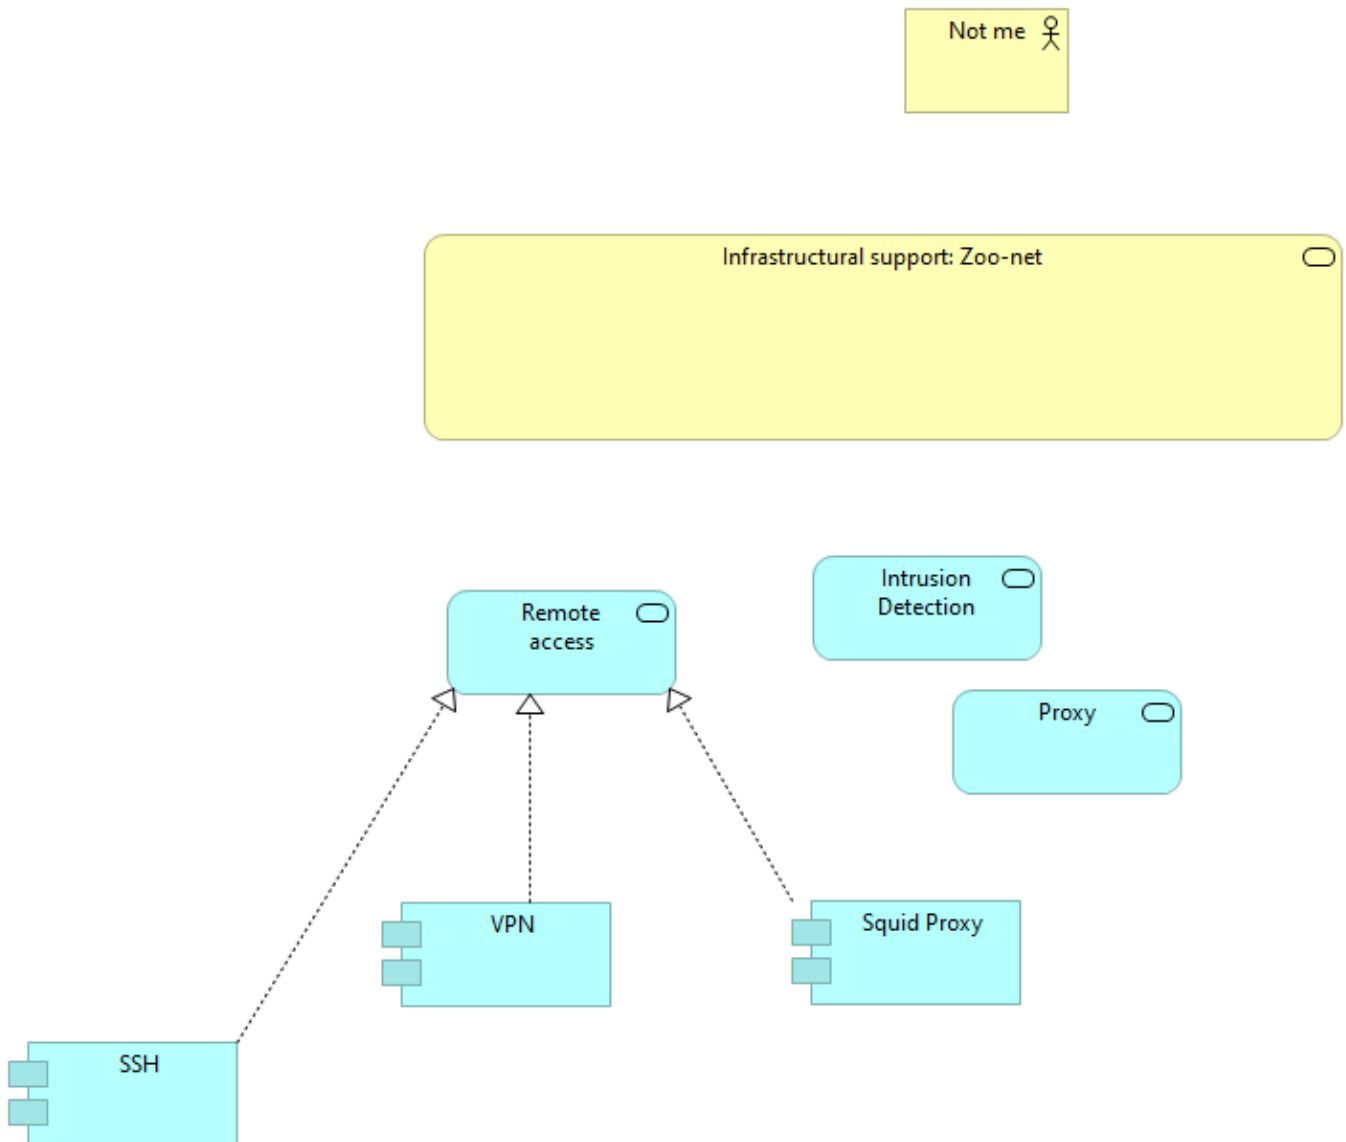 Not me
Infrastructural support: Zoo-net
Intrusion
Detection
Remote
access
Proxy
VPN
Squid Proxy
SSH